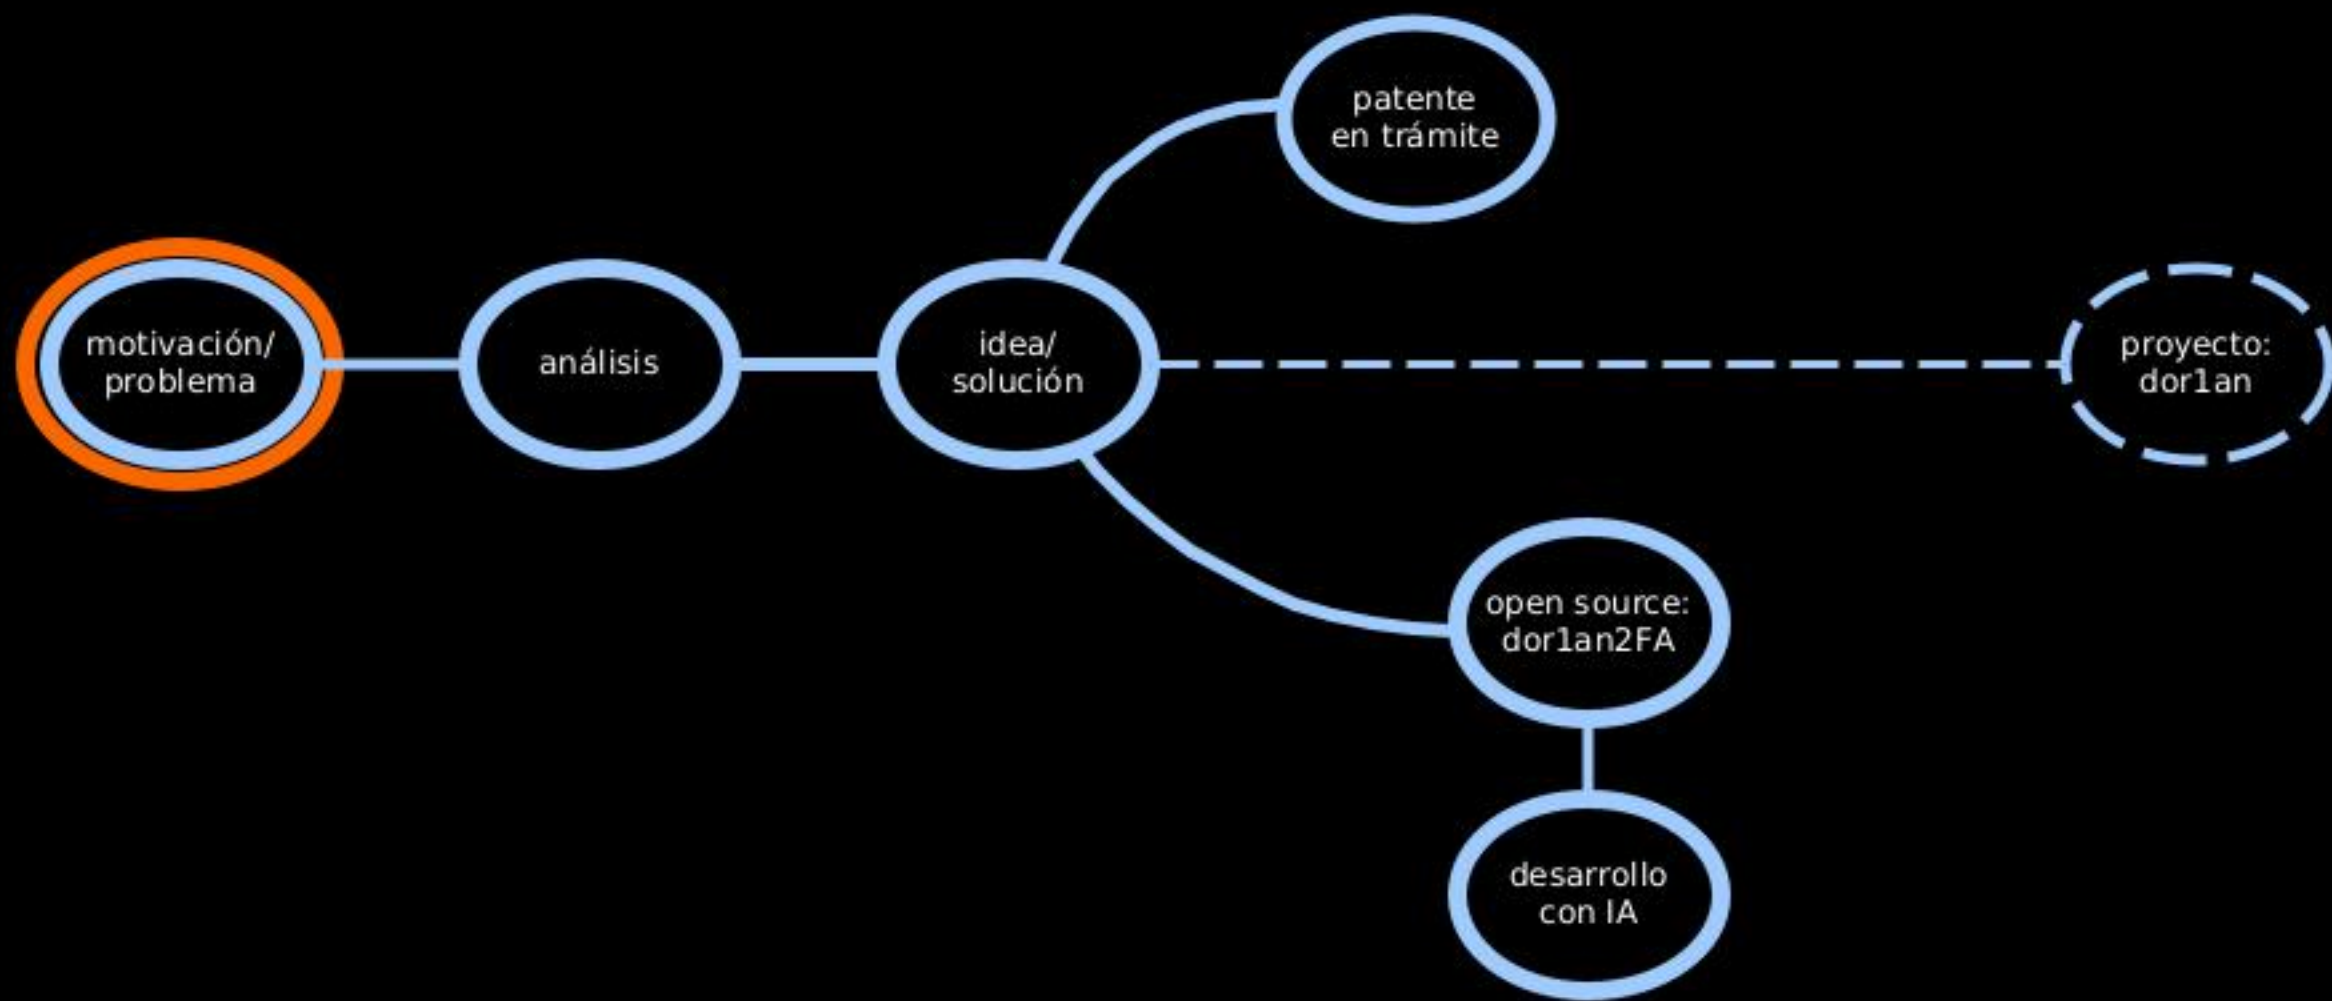 patente
en trámite
motivación/
problema
análisis
idea/
solución
proyecto:
dor1an
open source:
dor1an2FA
desarrollo
con IA